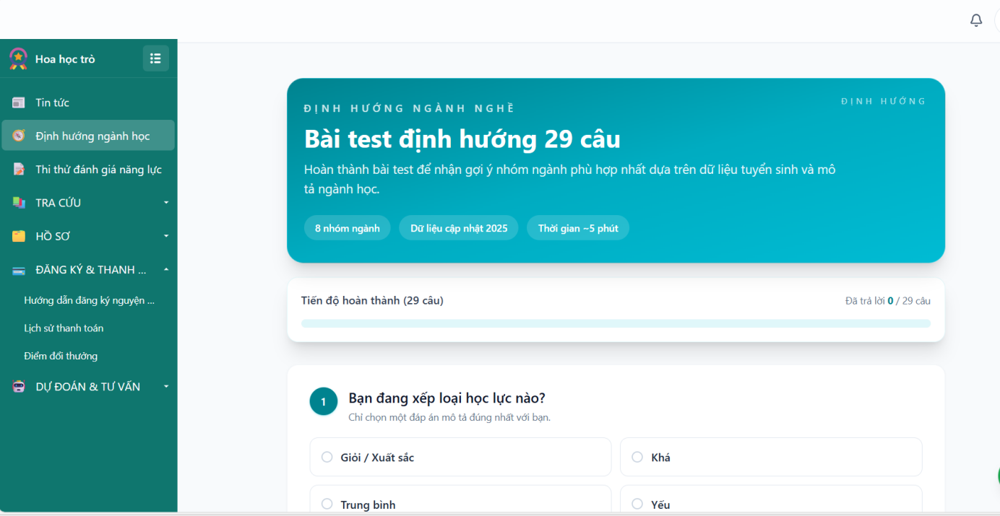 Hoa học trò
Tin tức
Định hướng ngành học
Thi thử đánh giá năng lực
TRA CỨU
HỒ SƠ
ĐĂNG KÝ & THANH ...
Hướng dẫn đăng ký nguyện ...
Lịch sử thanh toán
Điểm đổi thưởng
DỰ ĐOÁN & TƯ VẤN
ĐỊNH HƯỚNG NGÀNH NGHỀ
ĐỊNH HƯỚNG
Bài test định hướng 29 câu
Hoàn thành bài test để nhận gợi ý nhóm ngành phù hợp nhất dựa trên dữ liệu tuyển sinh và mô
tả ngành học.
8 nhóm ngành
Dữ liệu cập nhật 2025
Thời gian ~5 phút
Tiến độ hoàn thành (29 câu)
Đã trả lời 0 / 29 câu
1
Bạn đang xếp loại học lực nào?
Chỉ chọn một đáp án mô tả đúng nhất với bạn.
Giỏi / Xuất sắc
Khá
Trung bình
Yếu